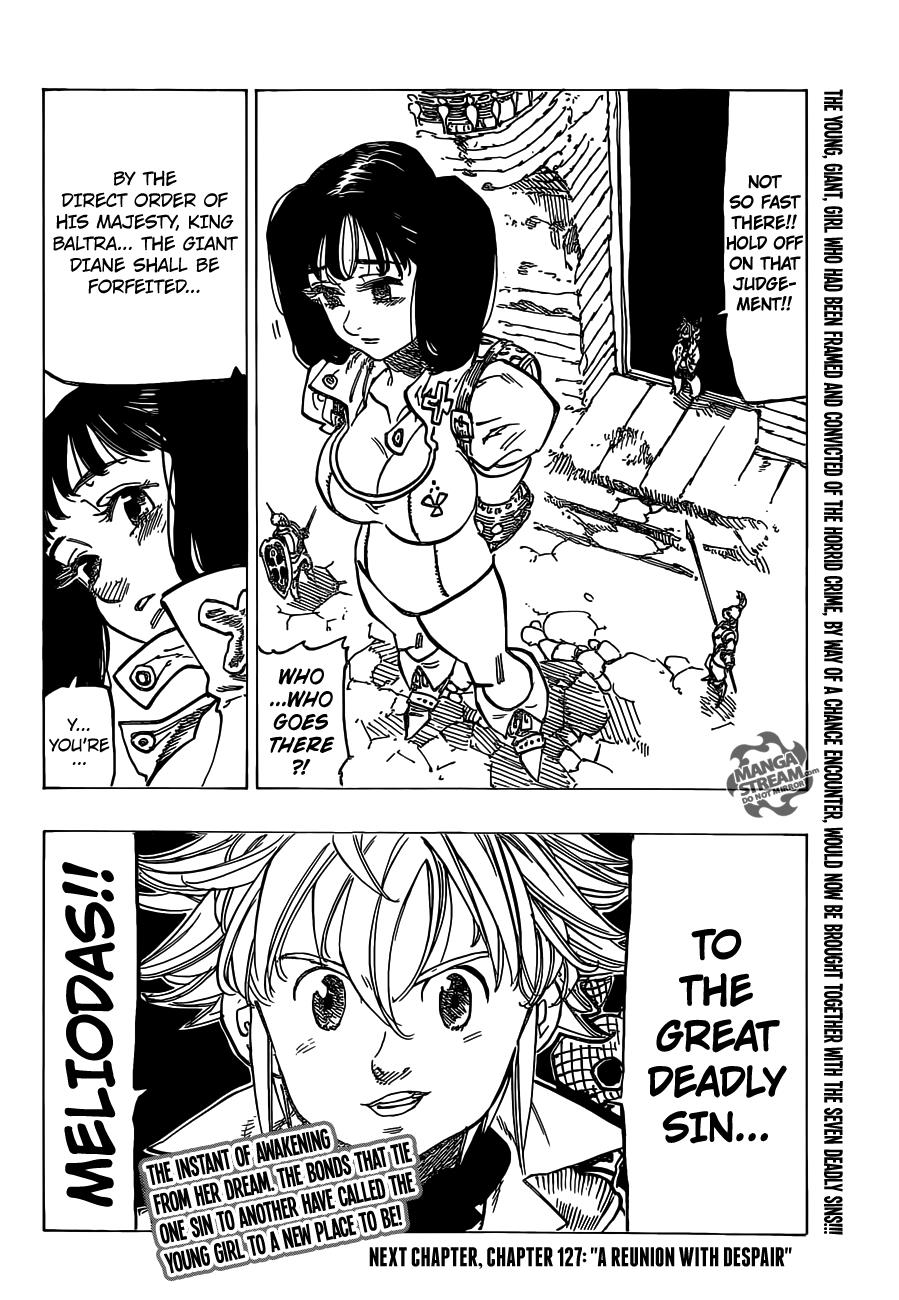 THE YOUNG, GIANT, GIRL WHO HAD BEEN FRAMED AND CONVICTED OF THE HORRID CRIME, BY WAY OF A CHANCE ENCOUNTER, WOULD NOW BE BROUGHT TOGETHER WITH THE SEVEN DEADLY SINS!!!
NOT
SO FAST
THERE!!
HOLD OFF
ON THAT
JUDGE-
MENT!!
WHO
...WHO
GOES
THERE
?!
BY THE
DIRECT ORDER OF
HIS MAJESTY, KING
BALTRA... THE GIANT
DIANE SHALL BE
FORFEITED...
Y...
YOU'RE
...
MANGA
STREAM.com
DO NOT MIRROR
TO
THE
GREAT
DEADLY
SIN...
MELIODAS!!
THE INSTANT OF AWAKENING
FROM HER DREAM. THE BONDS THAT TIE
ONE SIN TO ANOTHER HAVE CALLED THE
YOUNG GIRL TO A NEW PLACE TO BE!
NEXT CHAPTER, CHAPTER 127: "A REUNION WITH DESPAIR"